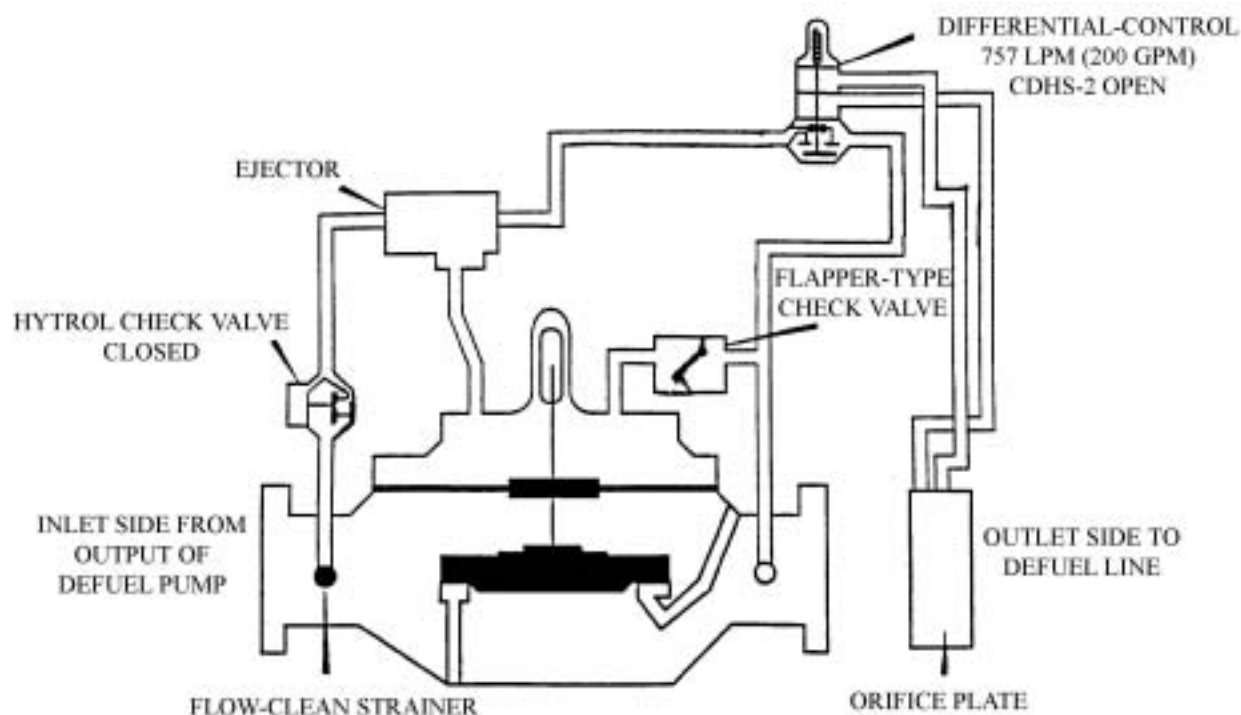 DIFFERENTIAL-CONTROL
757 LPM (200 GPM)
CDHS-2 OPEN
EJECTOR
FLAPPER-TYPE
CHECK VALVE
HYTROL CHECK VALVE
CLOSED
INLET SIDE FROM
OUTPUT OF
DEFUEL PUMP
OUTLET SIDE TO
DEFUEL LINE
FLOW-CLEAN STRAINER
ORIFICE PLATE